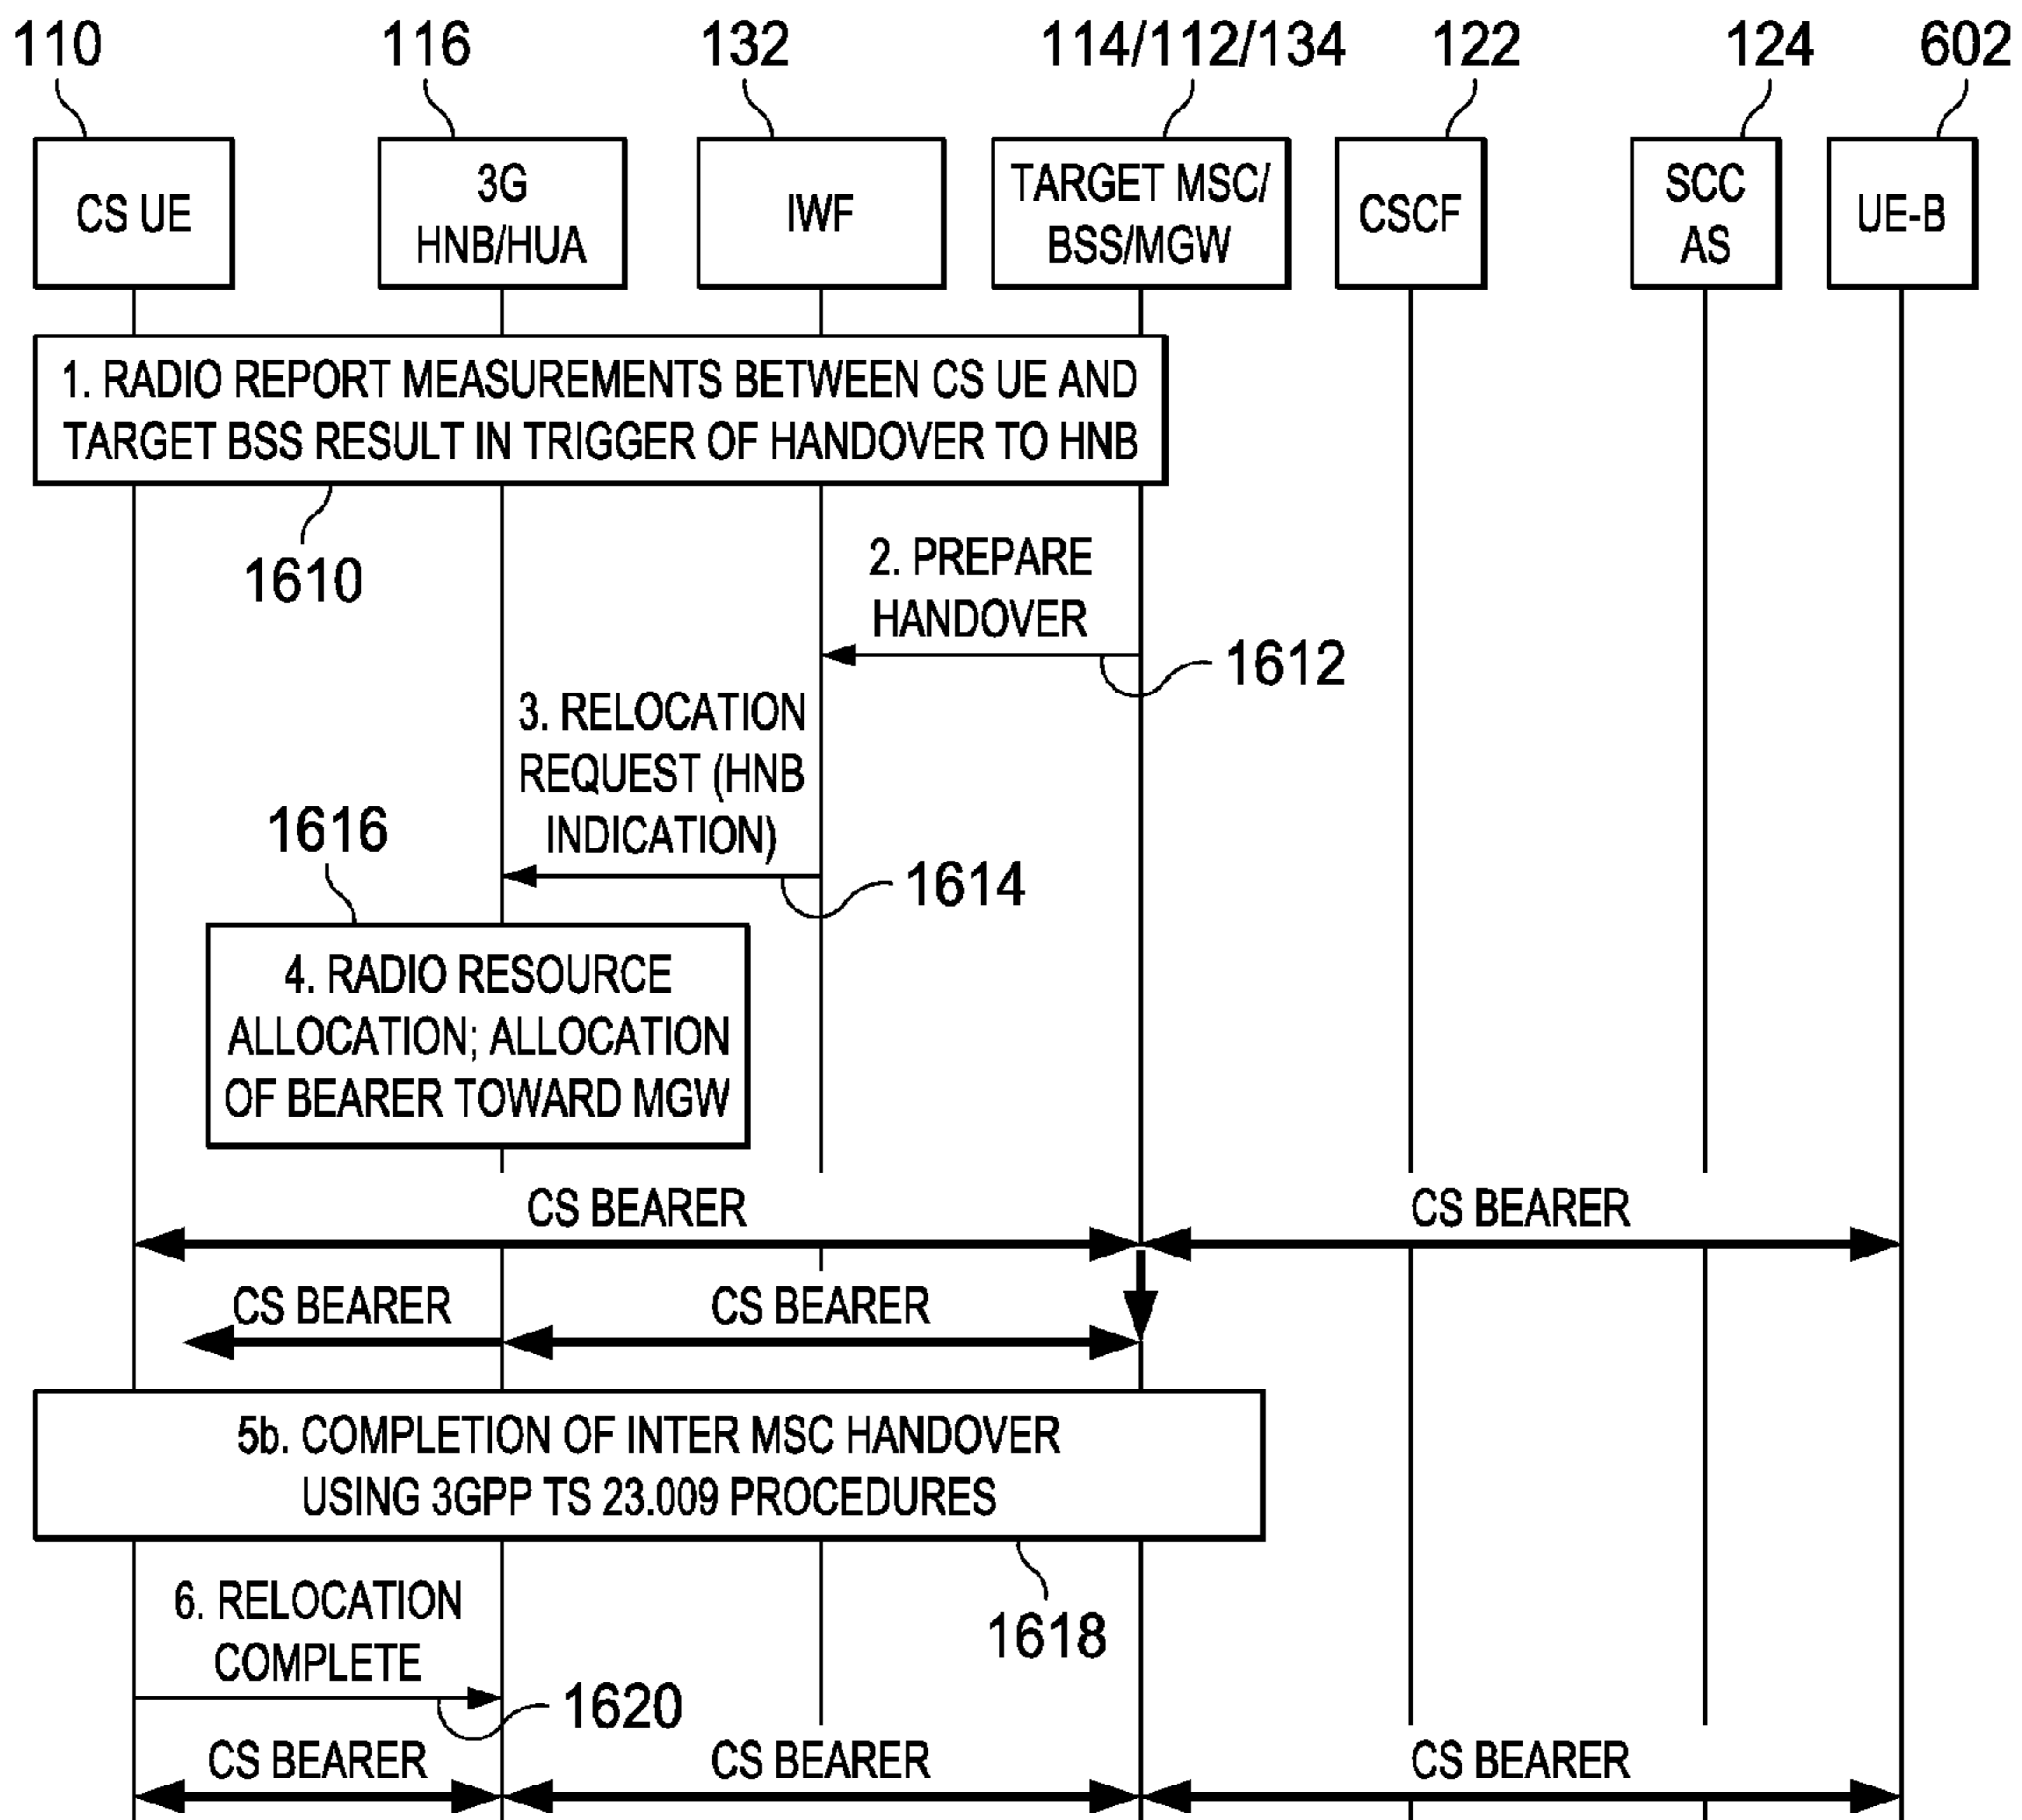 110
116
132
114/112/134
122
124
602
CS UE
3G
HNB/HUA
IWF
TARGET MSC/
BSS/MGW
CSCF
SCC
AS
UE-B
1. RADIO REPORT MEASUREMENTS BETWEEN CS UE AND
TARGET BSS RESULT IN TRIGGER OF HANDOVER TO HNB
1610
2. PREPARE
HANDOVER
1612
3. RELOCATION
REQUEST (HNB
INDICATION)
1614
1616
4. RADIO RESOURCE
ALLOCATION; ALLOCATION
OF BEARER TOWARD MGW
CS BEARER
CS BEARER
CS BEARER
CS BEARER
5b. COMPLETION OF INTER MSC HANDOVER
USING 3GPP TS 23.009 PROCEDURES
1618
6. RELOCATION
COMPLETE
1620
CS BEARER
CS BEARER
CS BEARER